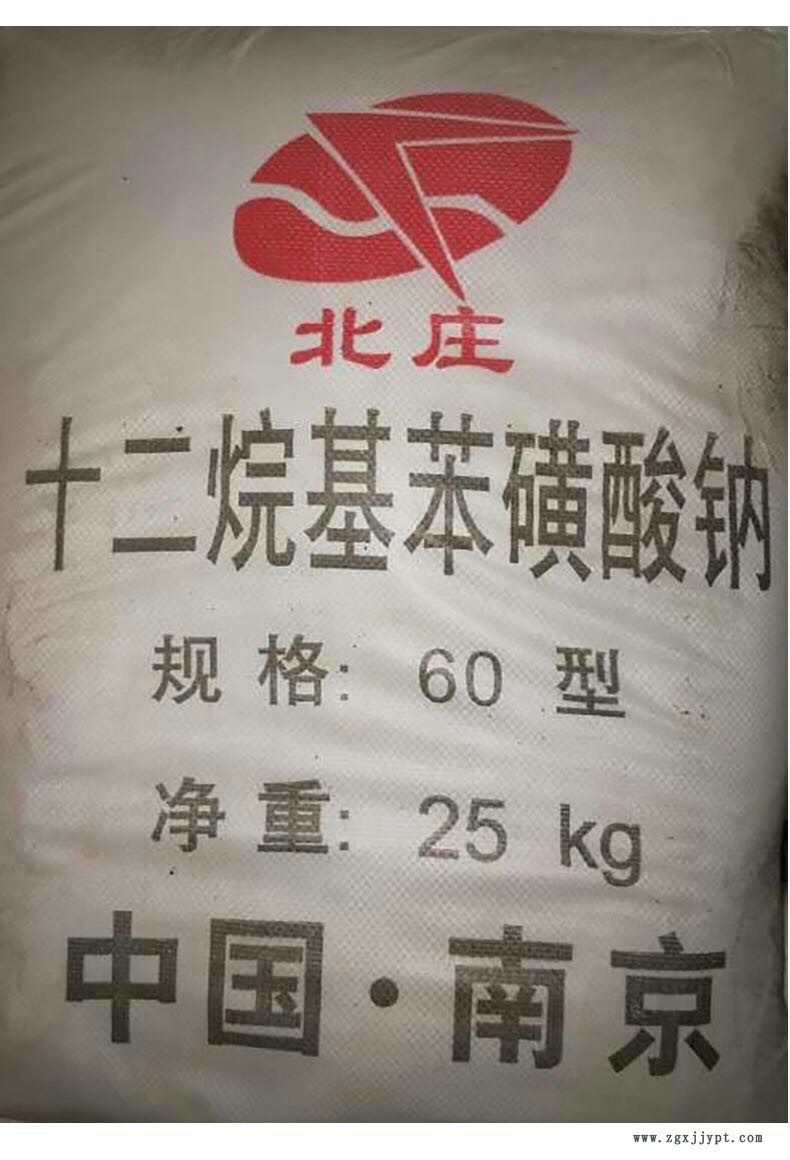 北庄
十二烷基苯磺酸钠
规格: 60 型
净重: 25 kg
中国·南京
www.zgxjjypt.com